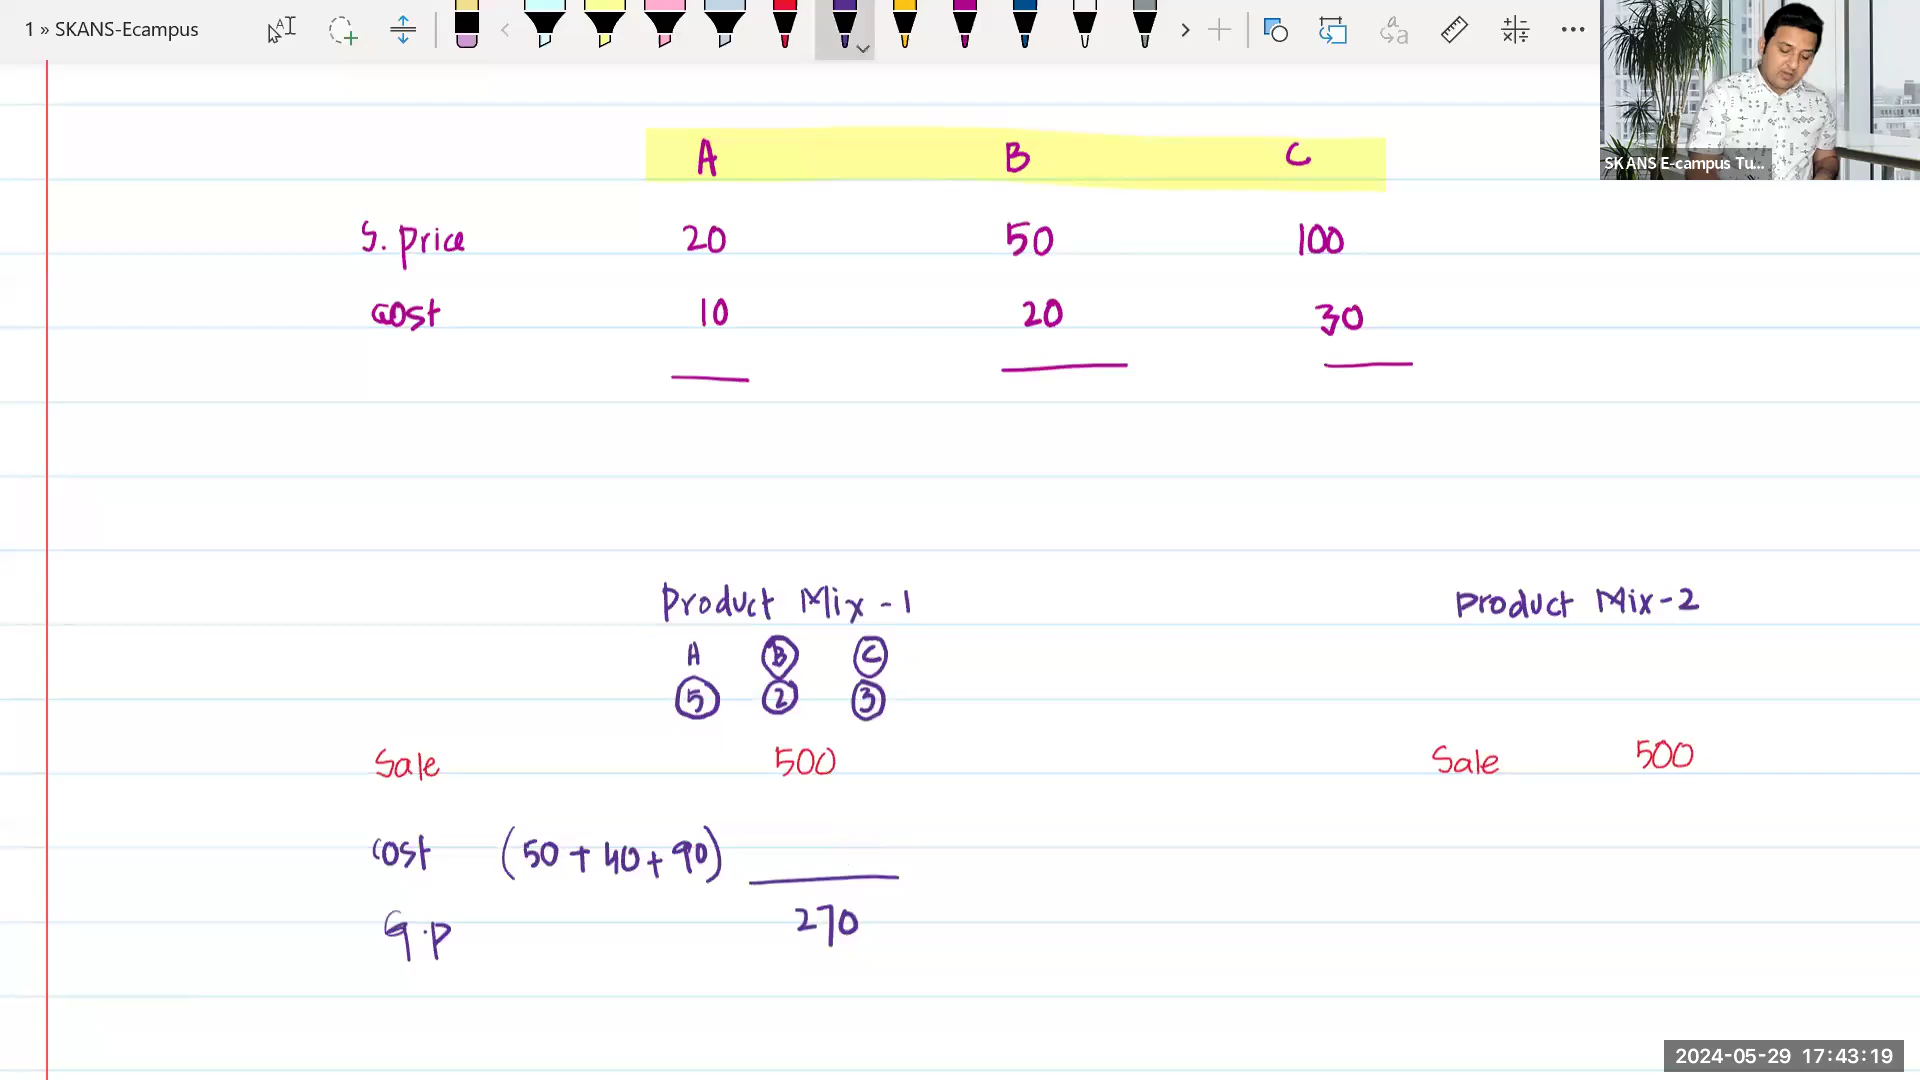 1 » SKANS-Ecampus
SKANS E-campus Tu...
A B C
S. Price 20 50 100
Cost 10 20 30
Product Mix - 1 Product Mix - 2
A B C
5 2 3
Sale 500 Sale 500
Cost (50 + 40 + 90)
G.P 270
2024-05-29 17:43:19